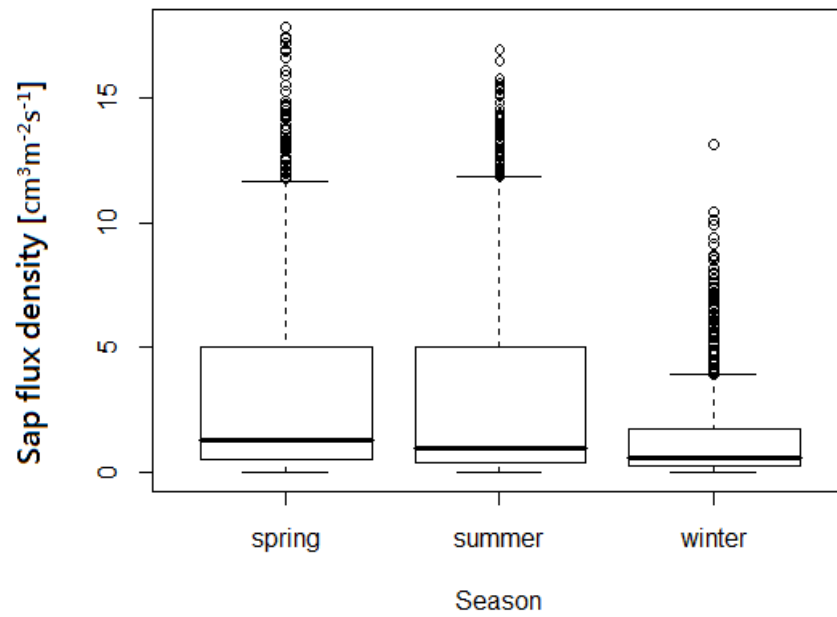 Sap flux density [cm³m⁻²s⁻¹]
15
10
5
0
spring summer winter
Season